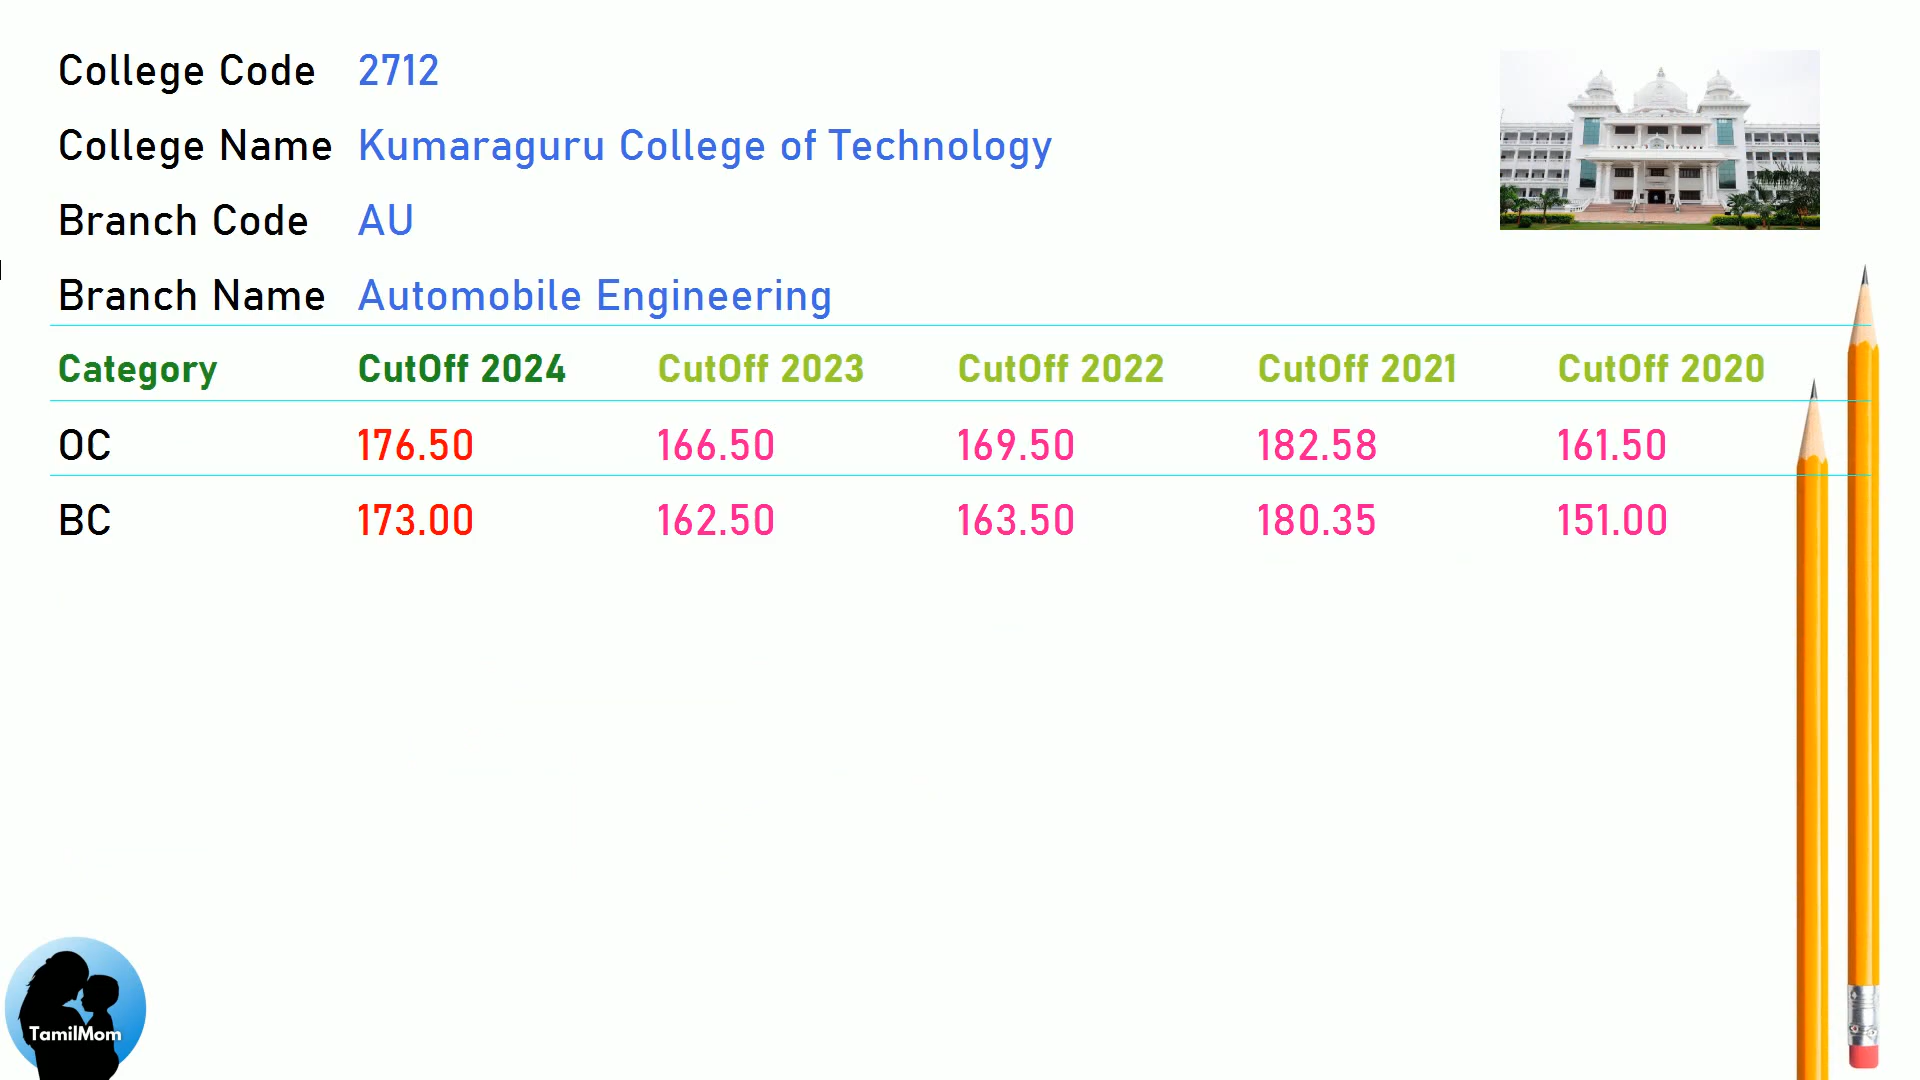 College Code 2712
College Name Kumaraguru College of Technology
Branch Code AU
Branch Name Automobile Engineering
Category CutOff 2024 CutOff 2023 CutOff 2022 CutOff 2021 CutOff 2020
OC 176.50 166.50 169.50 182.58 161.50
BC 173.00 162.50 163.50 180.35 151.00
TamilMom